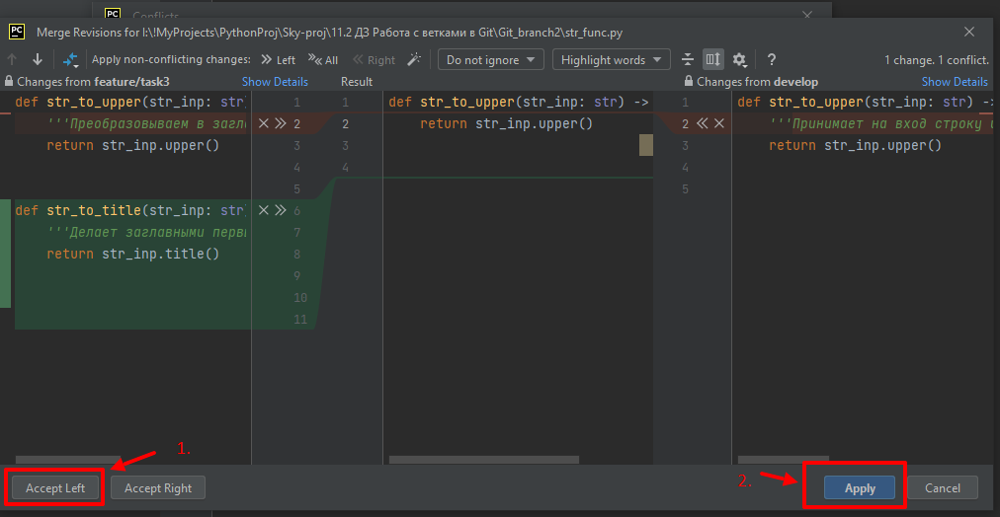 PC Conflicts
PC Merge Revisions for I:\!MyProjects\PythonProj\Sky-proj\11.2 ДЗ Работа с ветками в Git\Git_branch2\str_func.py
Apply non-conflicting changes: Left All Right Do not ignore Highlight words ? 1 change. 1 conflict.
Changes from feature/task3 Show Details Result Changes from develop Show Details
def str_to_upper(str_inp: str) 1 1 def str_to_upper(str_inp: str) -> 1 def str_to_upper(str_inp: str) ->
'''Преобразовываем в 2 2 return str_inp.upper() 2 '''Принимает на вход строку
return str_inp.upper() 3 3 3 return str_inp.upper()
4 4 4
5 5
def str_to_title(str_inp: str) 6
'''Делает заглавными 7
return str_inp.title() 8
9
10
11
1.
Accept Left Accept Right 2. Apply Cancel